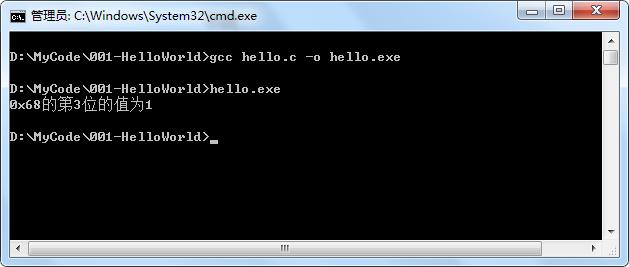 管理员: C:\Windows\System32\cmd.exe
D:\MyCode\001-HelloWorld>gcc hello.c -o hello.exe
D:\MyCode\001-HelloWorld>hello.exe
0x68的第3位的值为1
D:\MyCode\001-HelloWorld>_